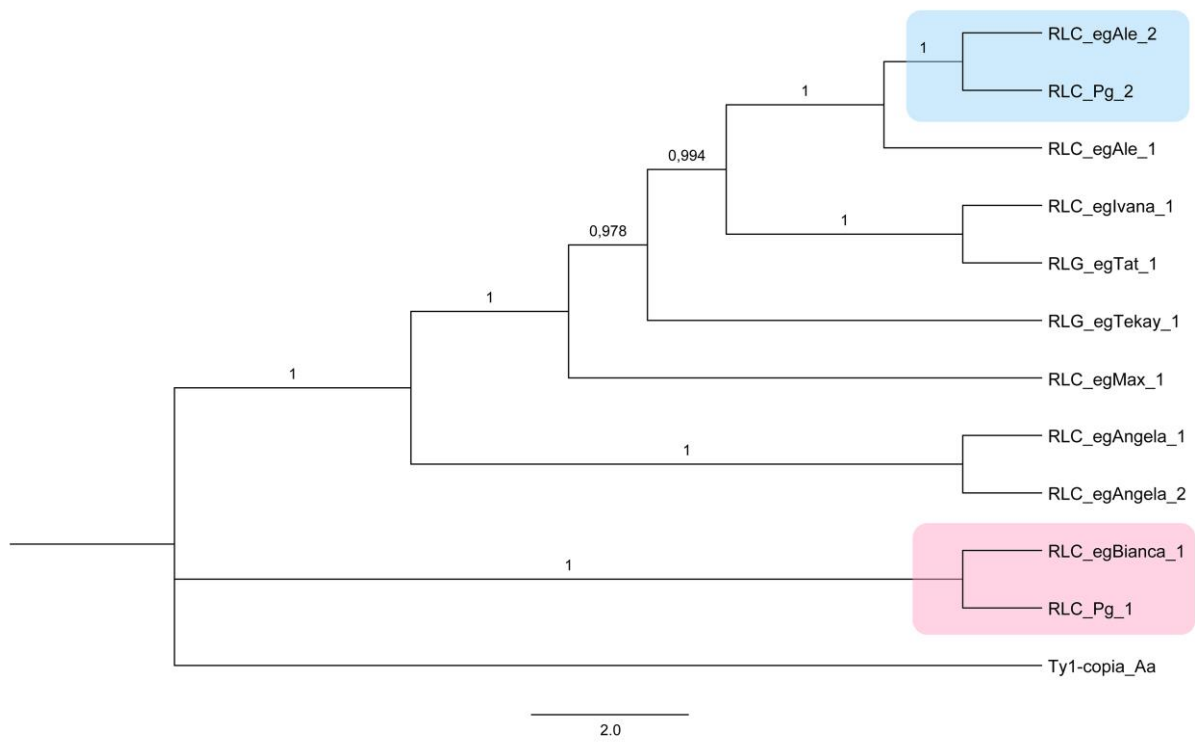 RLC_egAle_2
1
RLC_Pg_2
1
RLC_egAle_1
0,994
RLC_egIvana_1
1
RLG_egTat_1
0,978
RLG_egTekay_1
1
RLC_egMax_1
1
RLC_egAngela_1
1
RLC_egAngela_2
RLC_egBianca_1
1
RLC_Pg_1
Ty1-copia_Aa
2.0